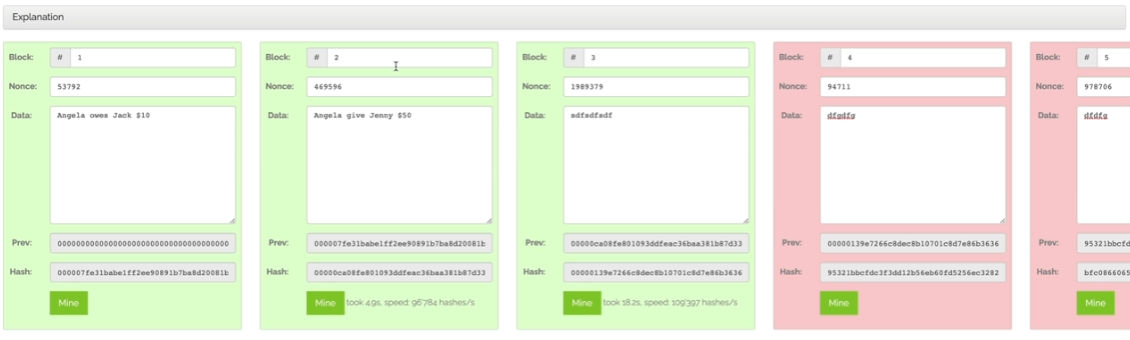 Explanation
Block: # 1
Nonce: 53792
Data: Angela owes Jack $10
Prev: 0000000000000000000000000000000000
Hash: 000007fe31babe1ff2ee90891b7ba8d20081b
Mine
Block: # 2
Nonce: 469596
Data: Angela give Jenny $50
Prev: 000007fe31babe1ff2ee90891b7ba8d20081b
Hash: 00000ca08fe801093ddfeac36baa381b87d33
Mine took 4.9s, speed: 96'784 hashes/s
Block: # 3
Nonce: 1989379
Data: sdfsdfsdf
Prev: 00000ca08fe801093ddfeac36baa381b87d33
Hash: 00000139e7266c8dec8b10701c8d7e86b3636
Mine took 18.2s, speed: 109'397 hashes/s
Block: # 4
Nonce: 94711
Data: dfgdfg
Prev: 00000139e7266c8dec8b10701c8d7e86b3636
Hash: 95321bbcfdc3f3dd12b56eb60fd5256ec3282
Mine
Block: # 5
Nonce: 978706
Data: dfdfg
Prev: 95321bbcfd
Hash: bfc0866065
Mine